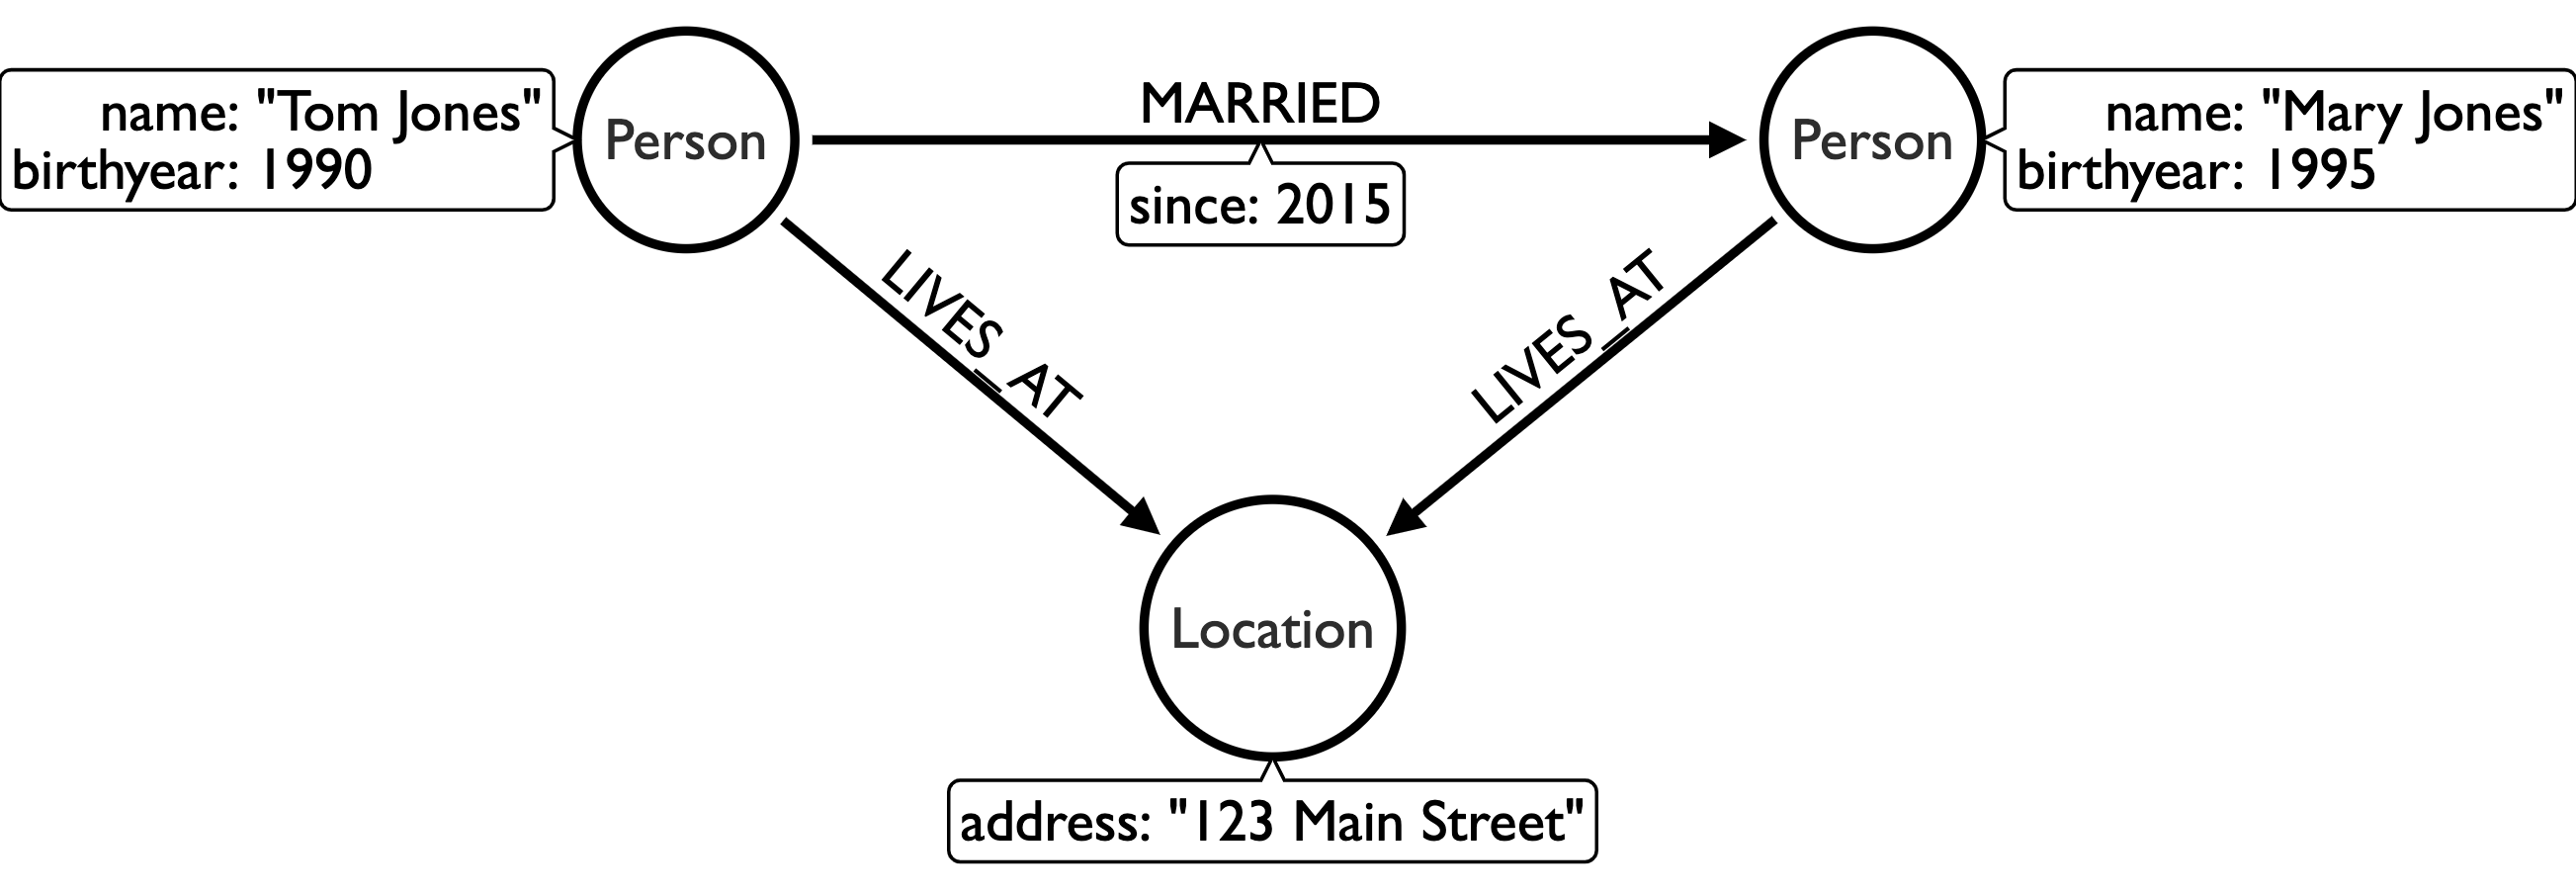 name: "Tom Jones"
birthyear: 1990
Person
MARRIED
since: 2015
Person
name: "Mary Jones"
birthyear: 1995
LIVES_AT
LIVES_AT
Location
address: "123 Main Street"